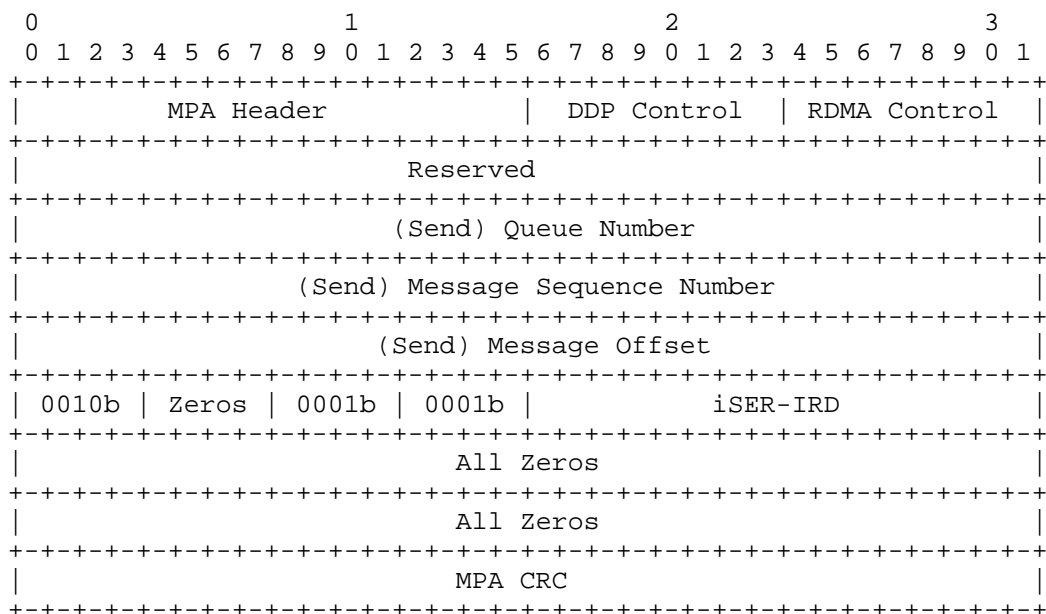 0                   1                   2                   3
 0 1 2 3 4 5 6 7 8 9 0 1 2 3 4 5 6 7 8 9 0 1 2 3 4 5 6 7 8 9 0 1
+-+-+-+-+-+-+-+-+-+-+-+-+-+-+-+-+-+-+-+-+-+-+-+-+-+-+-+-+-+-+-+-+
|         MPA Header            |  DDP Control  | RDMA Control  |
+-+-+-+-+-+-+-+-+-+-+-+-+-+-+-+-+-+-+-+-+-+-+-+-+-+-+-+-+-+-+-+-+
|                        Reserved                               |
+-+-+-+-+-+-+-+-+-+-+-+-+-+-+-+-+-+-+-+-+-+-+-+-+-+-+-+-+-+-+-+-+
|                       (Send) Queue Number                     |
+-+-+-+-+-+-+-+-+-+-+-+-+-+-+-+-+-+-+-+-+-+-+-+-+-+-+-+-+-+-+-+-+
|                 (Send) Message Sequence Number                |
+-+-+-+-+-+-+-+-+-+-+-+-+-+-+-+-+-+-+-+-+-+-+-+-+-+-+-+-+-+-+-+-+
|                      (Send) Message Offset                    |
+-+-+-+-+-+-+-+-+-+-+-+-+-+-+-+-+-+-+-+-+-+-+-+-+-+-+-+-+-+-+-+-+
| 0010b | Zeros | 0001b | 0001b |           iSER-IRD            |
+-+-+-+-+-+-+-+-+-+-+-+-+-+-+-+-+-+-+-+-+-+-+-+-+-+-+-+-+-+-+-+-+
|                           All Zeros                           |
+-+-+-+-+-+-+-+-+-+-+-+-+-+-+-+-+-+-+-+-+-+-+-+-+-+-+-+-+-+-+-+-+
|                           All Zeros                           |
+-+-+-+-+-+-+-+-+-+-+-+-+-+-+-+-+-+-+-+-+-+-+-+-+-+-+-+-+-+-+-+-+
|                           MPA CRC                             |
+-+-+-+-+-+-+-+-+-+-+-+-+-+-+-+-+-+-+-+-+-+-+-+-+-+-+-+-+-+-+-+-+